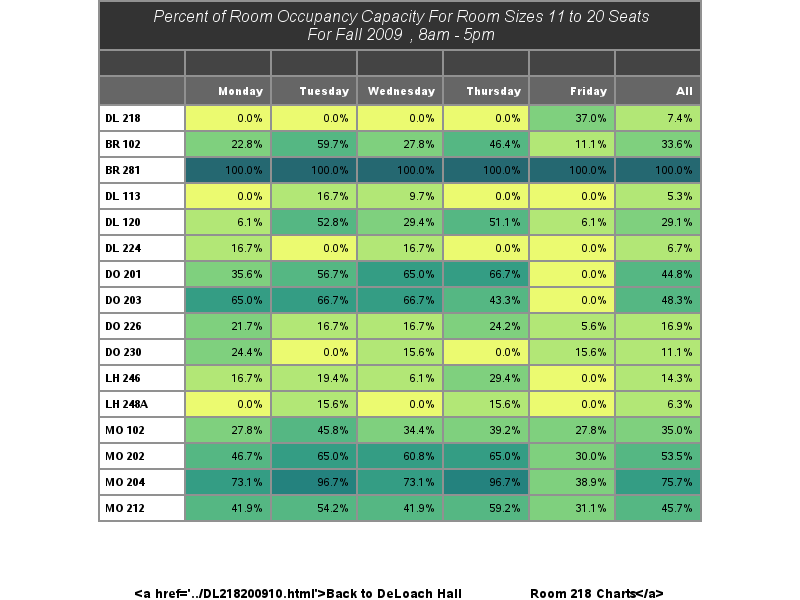 Percent of Room Occupancy Capacity For Room Sizes 11 to 20 Seats
For Fall 2009 , 8am - 5pm
Monday Tuesday Wednesday Thursday Friday All
DL 218 0.0% 0.0% 0.0% 0.0% 37.0% 7.4%
BR 102 22.8% 59.7% 27.8% 46.4% 11.1% 33.6%
BR 281 100.0% 100.0% 100.0% 100.0% 100.0% 100.0%
DL 113 0.0% 16.7% 9.7% 0.0% 0.0% 5.3%
DL 120 6.1% 52.8% 29.4% 51.1% 6.1% 29.1%
DL 224 16.7% 0.0% 16.7% 0.0% 0.0% 6.7%
DO 201 35.6% 56.7% 65.0% 66.7% 0.0% 44.8%
DO 203 65.0% 66.7% 66.7% 43.3% 0.0% 48.3%
DO 226 21.7% 16.7% 16.7% 24.2% 5.6% 16.9%
DO 230 24.4% 0.0% 15.6% 0.0% 15.6% 11.1%
LH 246 16.7% 19.4% 6.1% 29.4% 0.0% 14.3%
LH 248A 0.0% 15.6% 0.0% 15.6% 0.0% 6.3%
MO 102 27.8% 45.8% 34.4% 39.2% 27.8% 35.0%
MO 202 46.7% 65.0% 60.8% 65.0% 30.0% 53.5%
MO 204 73.1% 96.7% 73.1% 96.7% 38.9% 75.7%
MO 212 41.9% 54.2% 41.9% 59.2% 31.1% 45.7%
<a href='../DL218200910.html'>Back to DeLoach Hall Room 218 Charts</a>